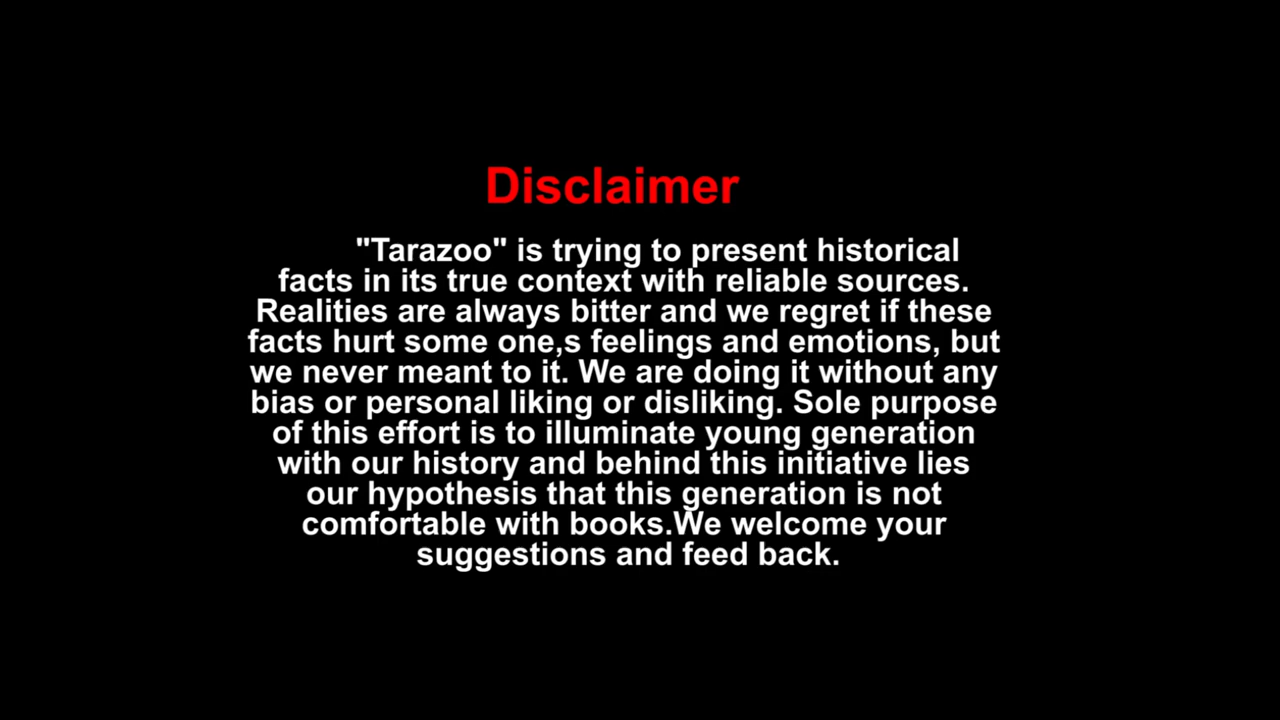 Disclaimer
"Tarazoo" is trying to present historical
facts in its true context with reliable sources.
Realities are always bitter and we regret if these
facts hurt some one,s feelings and emotions, but
we never meant to it. We are doing it without any
bias or personal liking or disliking. Sole purpose
of this effort is to illuminate young generation
with our history and behind this initiative lies
our hypothesis that this generation is not
comfortable with books.We welcome your
suggestions and feed back.